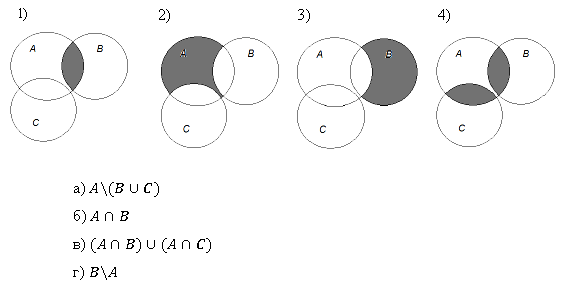 1) 2) 3) 4)
A B A B A B A B
C C C C
а) A\(B ∪ C)
б) A ∩ B
в) (A ∩ B) ∪ (A ∩ C)
г) B\A